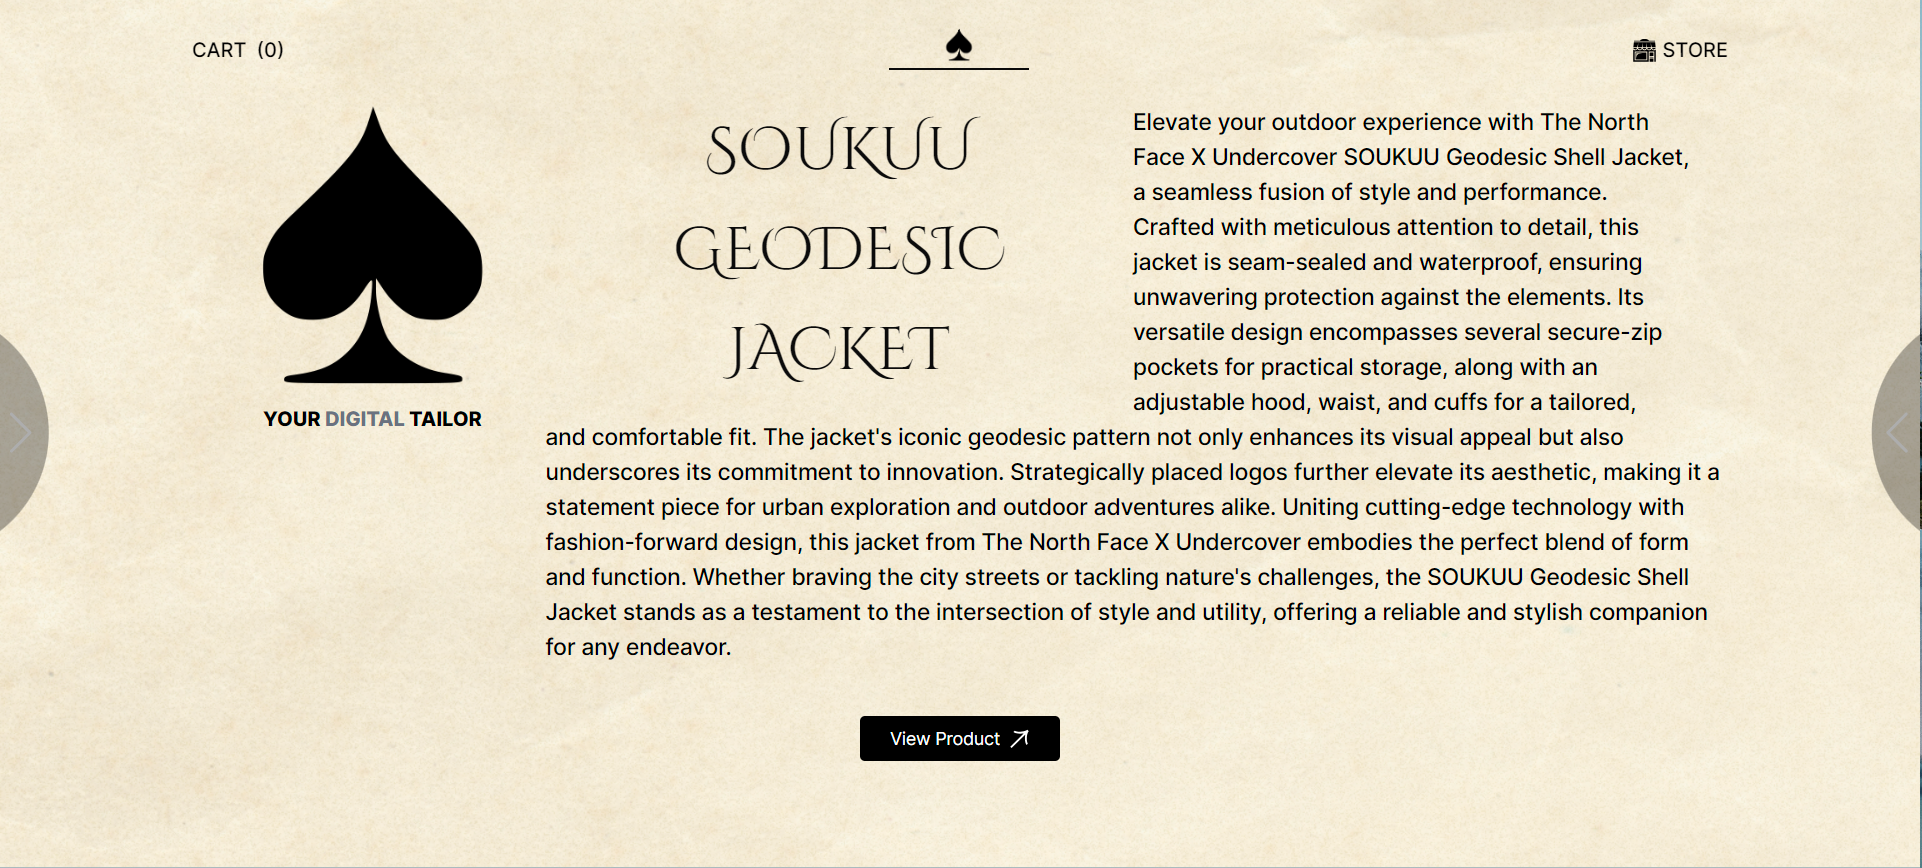 CART (0)
STORE
YOUR DIGITAL TAILOR
SOUKUU
GEODESIC
JACKET
Elevate your outdoor experience with The North
Face X Undercover SOUKUU Geodesic Shell Jacket,
a seamless fusion of style and performance.
Crafted with meticulous attention to detail, this
jacket is seam-sealed and waterproof, ensuring
unwavering protection against the elements. Its
versatile design encompasses several secure-zip
pockets for practical storage, along with an
adjustable hood, waist, and cuffs for a tailored,
and comfortable fit. The jacket's iconic geodesic pattern not only enhances its visual appeal but also
underscores its commitment to innovation. Strategically placed logos further elevate its aesthetic, making it a
statement piece for urban exploration and outdoor adventures alike. Uniting cutting-edge technology with
fashion-forward design, this jacket from The North Face X Undercover embodies the perfect blend of form
and function. Whether braving the city streets or tackling nature's challenges, the SOUKUU Geodesic Shell
Jacket stands as a testament to the intersection of style and utility, offering a reliable and stylish companion
for any endeavor.
View Product